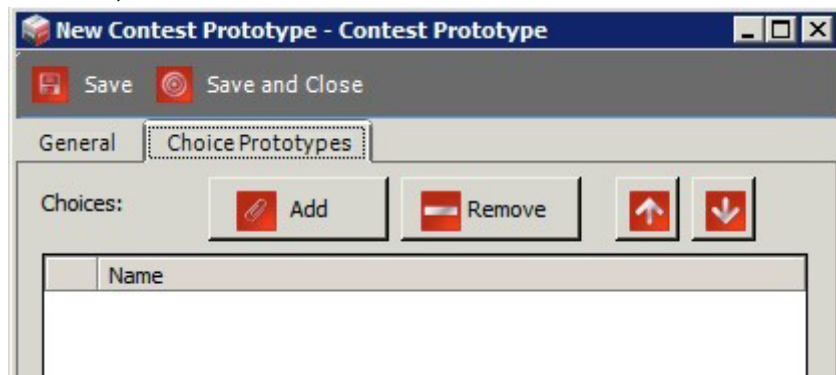 New Contest Prototype - Contest Prototype
Save Save and Close
General Choice Prototypes
Choices: Add Remove
Name